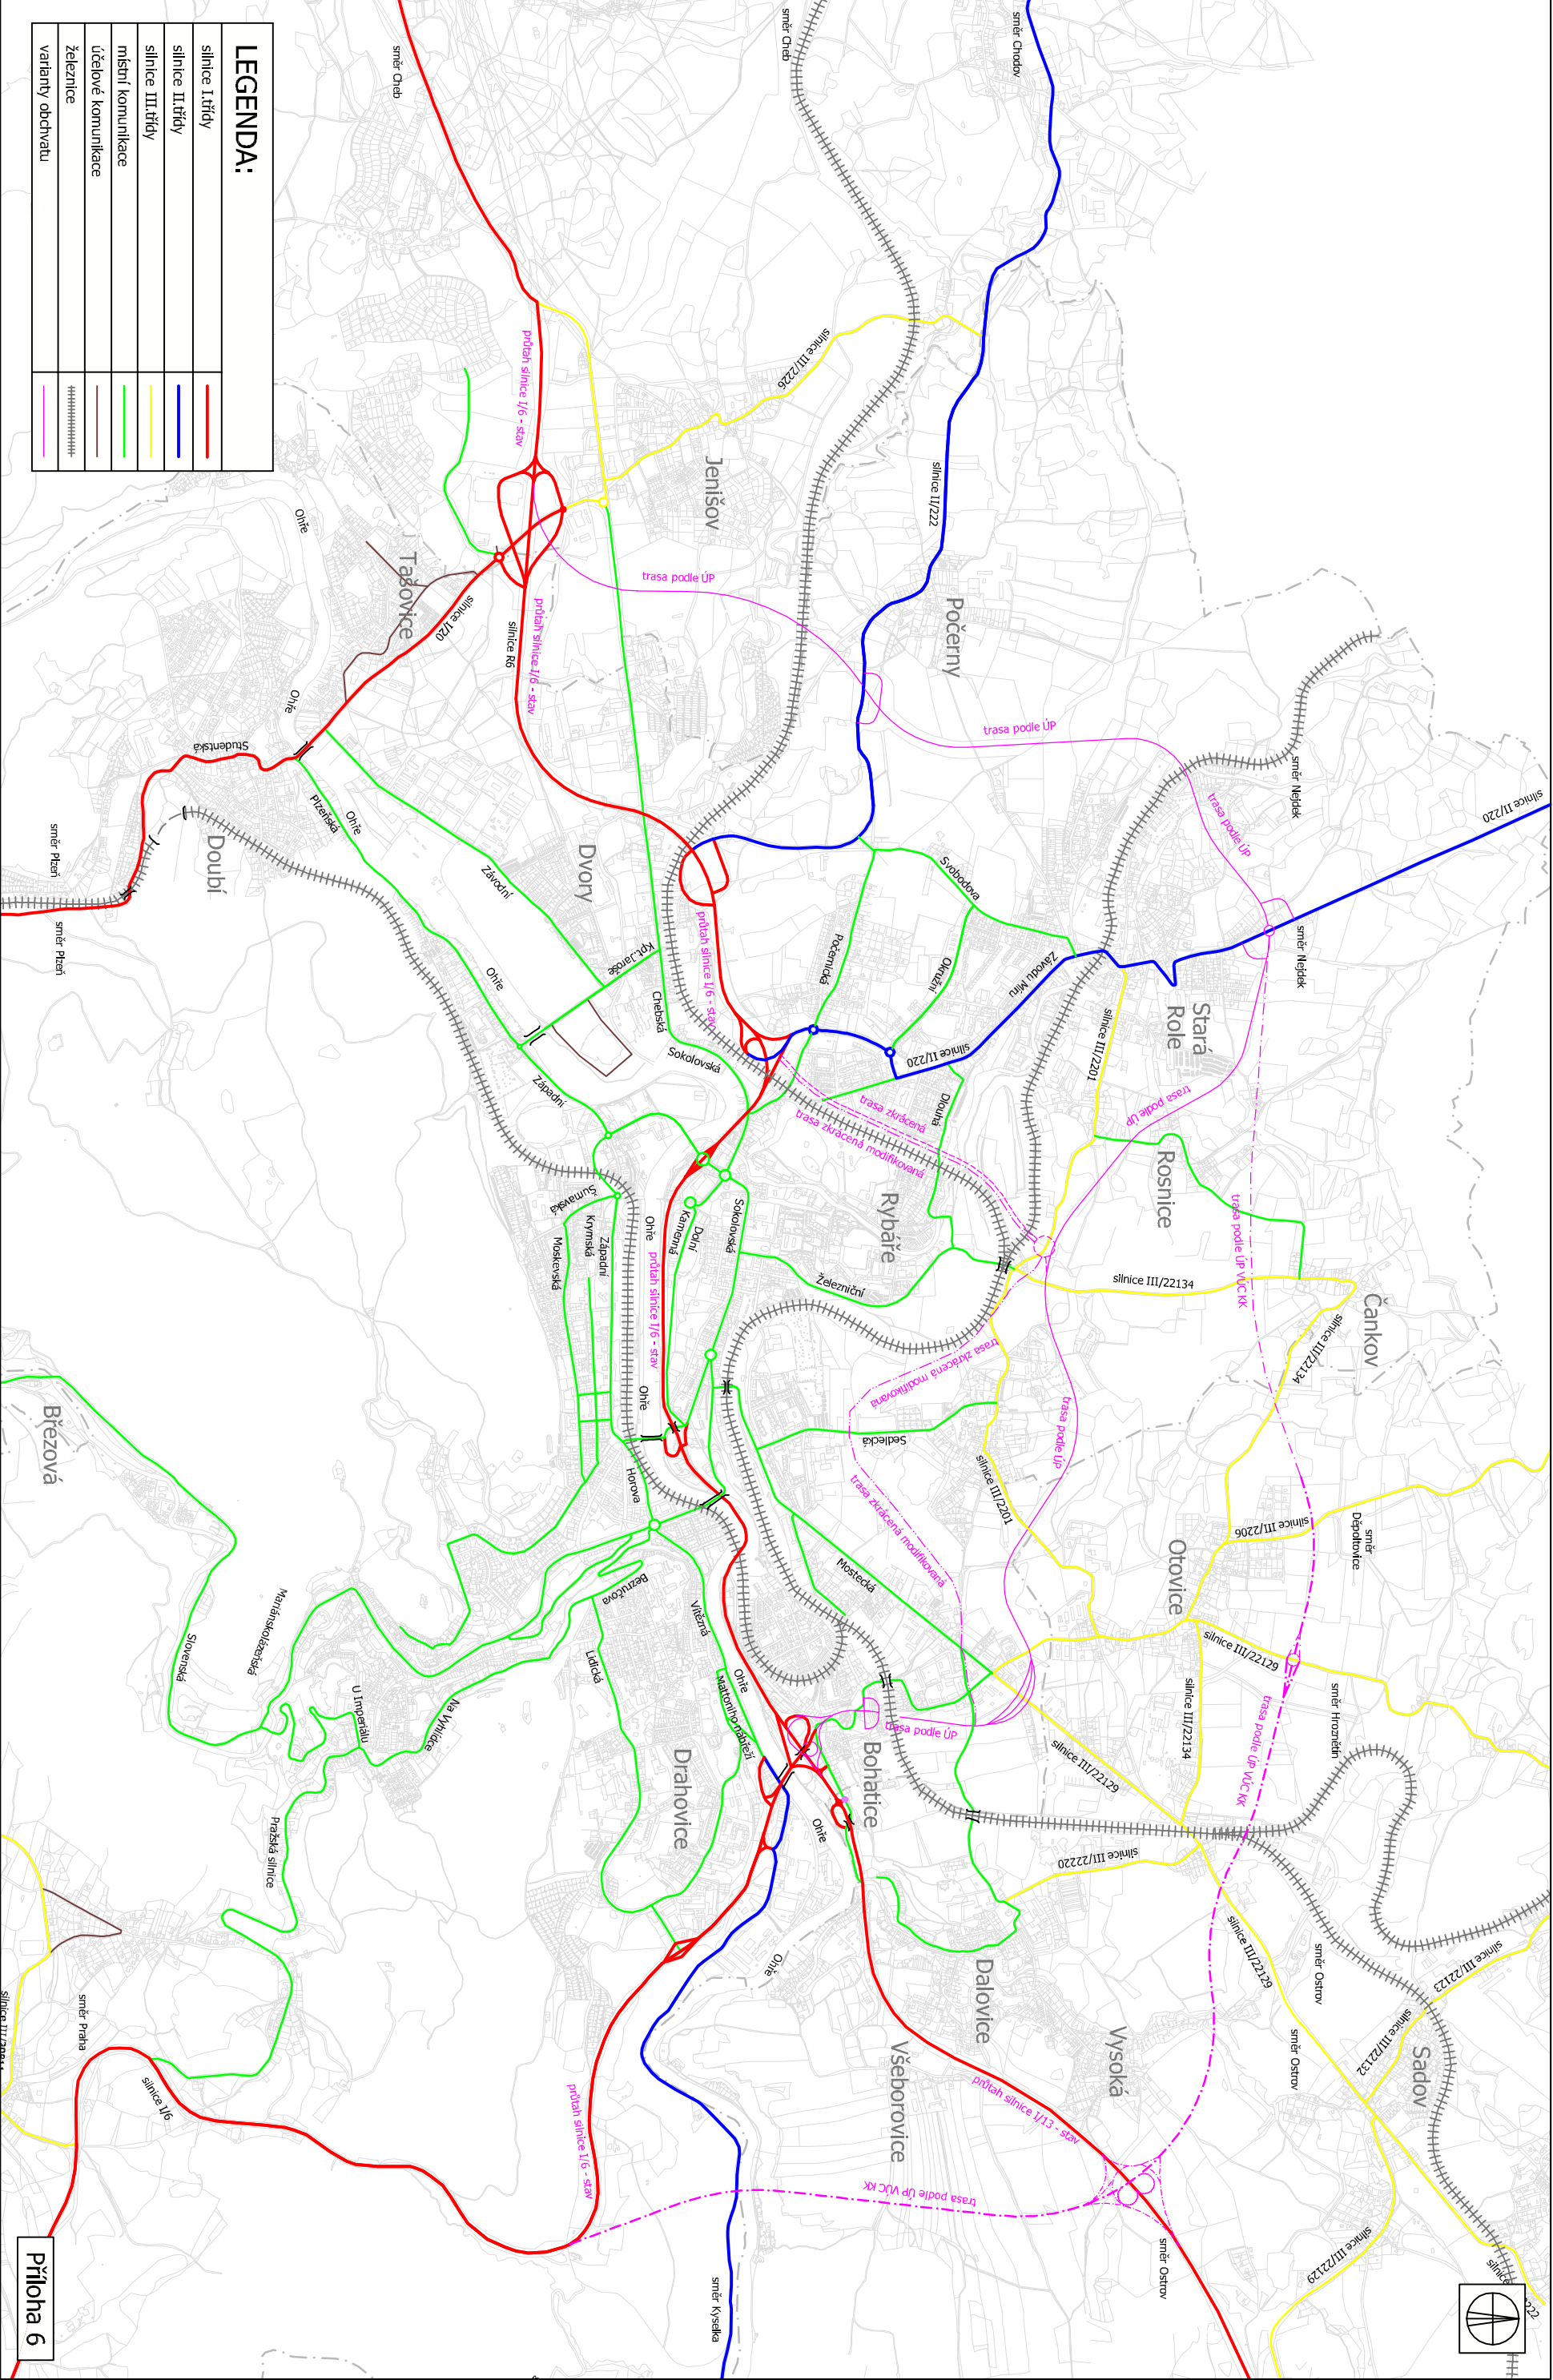 LEGENDA:
silnice I.třídy
silnice II.třídy
silnice III.třídy
místní komunikace
účelové komunikace
železnice
varianty obchvatu
Příloha 6
směr Cheb
směr Cheb
směr Chodov
průtah silnice I/6 - stav
silnice III/2226
silnice II/222
Jenišov
Počerny
Tašovice
Ohře
silnice I/20
silnice R6
průtah silnice I/6 - stav
trasa podle ÚP
trasa podle ÚP
trasa podle ÚP
směr Nejdek
silnice II/220
směr Nejdek
Ohře
Studentská
Plzeňská
Ohře
směr Plzeň
směr Plzeň
Doubí
Dvory
Závodní
Kpt.Jaroše
Chebská
Sokolovská
Ohře
Západní
průtah silnice I/6 - stav
Počernická
Svobodova
Okružní
Závodu Míru
silnice II/220
Stará
Role
silnice III/2201
trasa podle ÚP
trasa zkrácená
trasa zkrácená modifikovaná
Dlouhá
Rybáře
Rosnice
trasa podle ÚP VÚC KK
silnice III/22134
Čankov
silnice III/22134
Šumavská
Krymská
Západní
Moskevská
Ohře
průtah silnice I/6 - stav
Kamenná
Dolní
Sokolovská
Železniční
trasa zkrácená modifikovaná
trasa podle ÚP
Sedlecká
silnice III/2201
trasa zkrácená modifikovaná
Ohře
Horova
Březová
Slovenská
Mariánskolázeňská
U Imperiálu
Na Vyhlídce
Pražská silnice
Bezručova
Lidická
Vítězná
Mattoniho nábřeží
Ohře
Mostecká
Otovice
silnice III/2206
směr
Děpoltovice
silnice III/22129
silnice III/22134
směr Hroznětín
trasa podle ÚP VÚC KK
silnice III/22129
trasa podle ÚP
Bohatice
Drahovice
Ohře
silnice III/22220
silnice III/22129
směr Ostrov
silnice III/22123
silnice III/22132
směr Ostrov
Sadov
Dalovice
Vysoká
Všeborovice
Ohře
průtah silnice I/13 - stav
trasa podle ÚP VÚC KK
průtah silnice I/6 - stav
směr Praha
silnice I/6
směr Ostrov
silnice III/22129
směr Kyselka